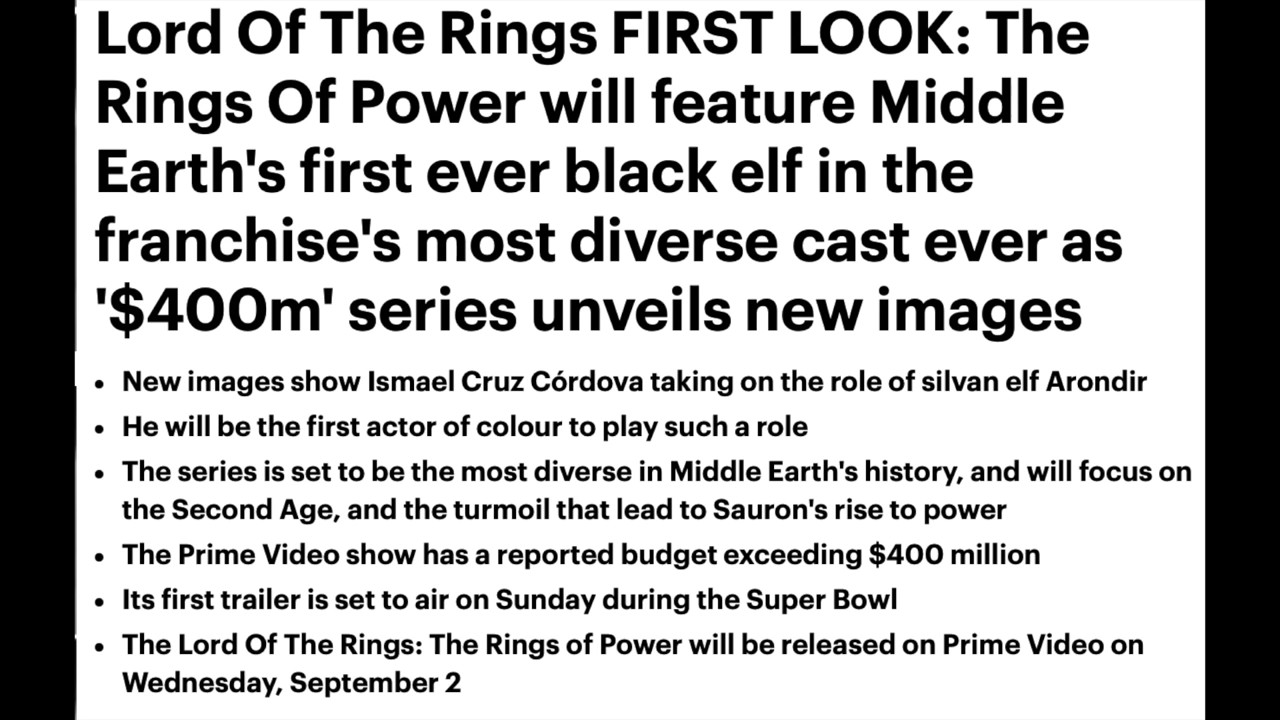 Lord Of The Rings FIRST LOOK: The
Rings Of Power will feature Middle
Earth's first ever black elf in the
franchise's most diverse cast ever as
'$400m' series unveils new images
• New images show Ismael Cruz Córdova taking on the role of silvan elf Arondir
• He will be the first actor of colour to play such a role
• The series is set to be the most diverse in Middle Earth's history, and will focus on
the Second Age, and the turmoil that lead to Sauron's rise to power
• The Prime Video show has a reported budget exceeding $400 million
• Its first trailer is set to air on Sunday during the Super Bowl
• The Lord Of The Rings: The Rings of Power will be released on Prime Video on
Wednesday, September 2